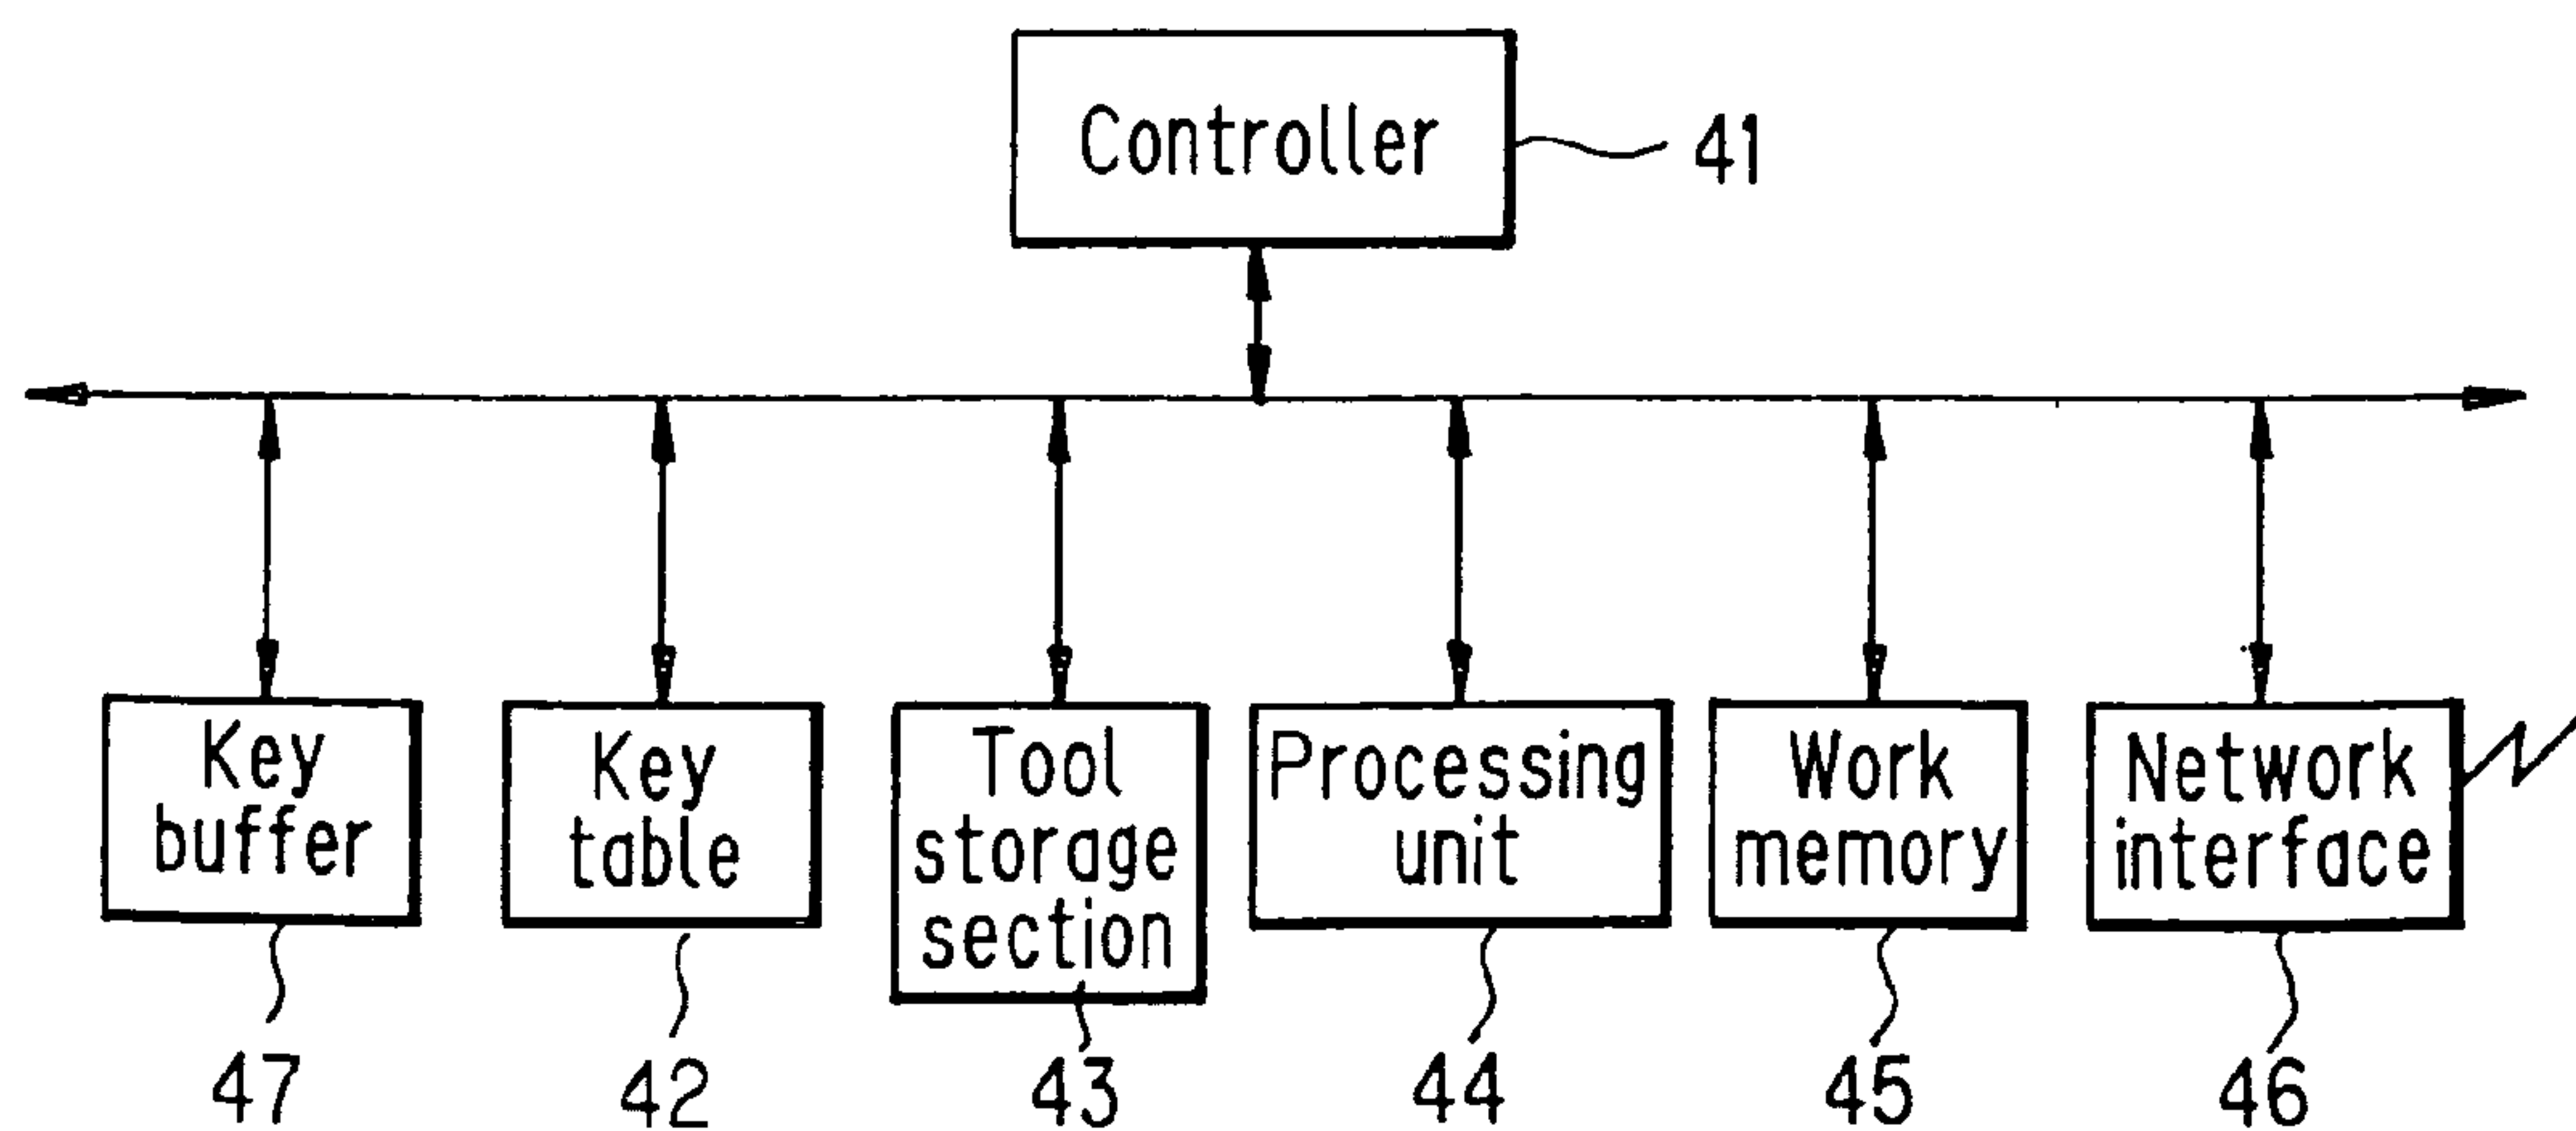 Controller
41
Key
buffer
Key
table
Tool
storage
section
Processing
unit
Work
memory
Network
interface
47
42
43
44
45
46